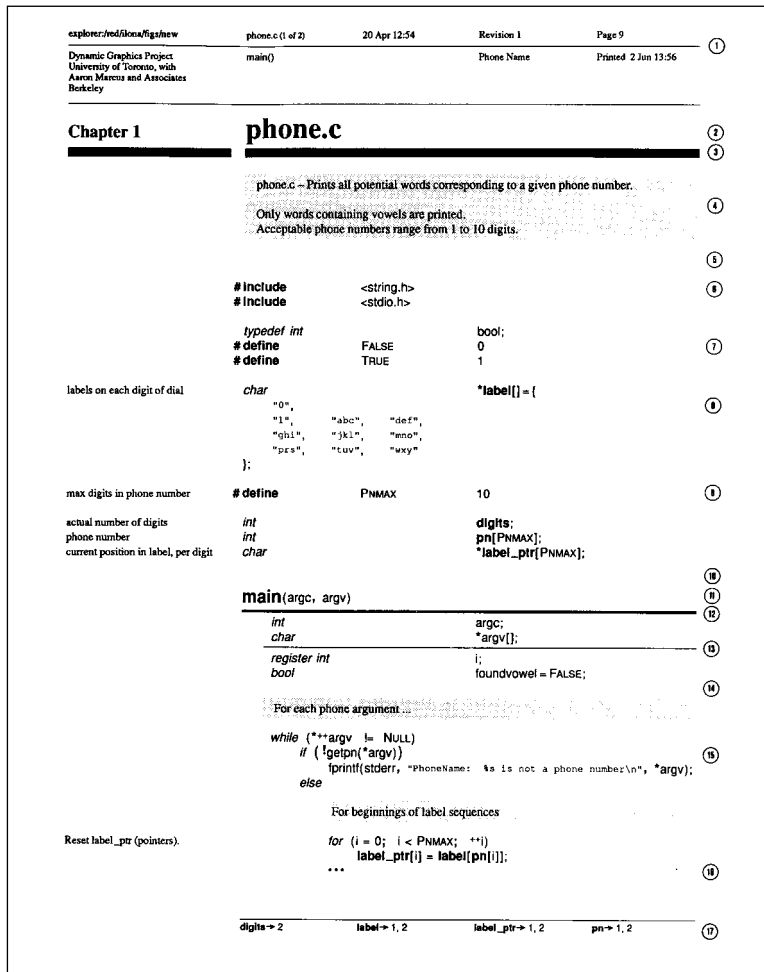 explorer:/red/ilona/figs/new phone.c (1 of 2) 20 Apr 12:54 Revision 1 Page 9
①
Dynamic Graphics Project main() Phone Name Printed 2 Jun 13:56
University of Toronto, with
Aaron Marcus and Associates
Berkeley
Chapter 1 phone.c ②
③
phone.c – Prints all potential words corresponding to a given phone number.
④
Only words containing vowels are printed.
Acceptable phone numbers range from 1 to 10 digits.
⑤
# include <string.h> ⑥
# include <stdio.h>
typedef int bool;
# define FALSE 0 ⑦
# define TRUE 1
labels on each digit of dial char *label[] = {
"0", ⑧
"1", "abc", "def",
"ghi", "jkl", "mno",
"prs", "tuv", "wxy"
};
max digits in phone number # define PNMAX 10 ⑨
actual number of digits int digits;
phone number int pn[PNMAX];
current position in label, per digit char *label_ptr[PNMAX];
⑩
main(argc, argv) ⑪
⑫
int argc;
char *argv[];
⑬
register int i;
bool foundvowel = FALSE;
⑭
For each phone argument ...
while (*++argv != NULL)
if ( !getpn(*argv)) ⑮
fprintf(stderr, "PhoneName: %s is not a phone number\n", *argv);
else
For beginnings of label sequences
Reset label_ptr (pointers). for (i = 0; i < PNMAX; ++i)
label_ptr[i] = label[pn[i]];
••• ⑯
digits→ 2 label→ 1, 2 label_ptr→ 1, 2 pn→ 1, 2 ⑰